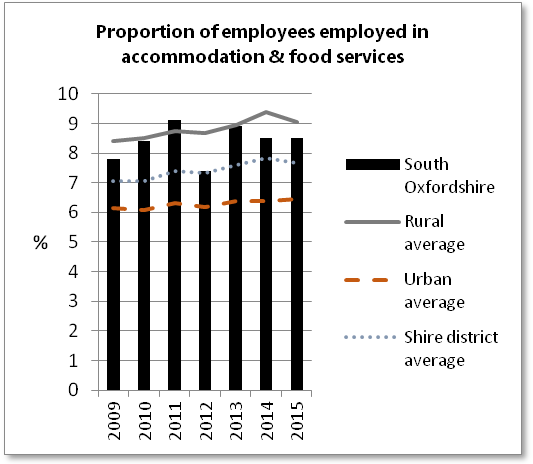 Proportion of employees employed in
accommodation & food services
10
9
8
7
6
5
4
3
2
1
0
%
2009
2010
2011
2012
2013
2014
2015
South
Oxfordshire
Rural
average
Urban
average
Shire district
average